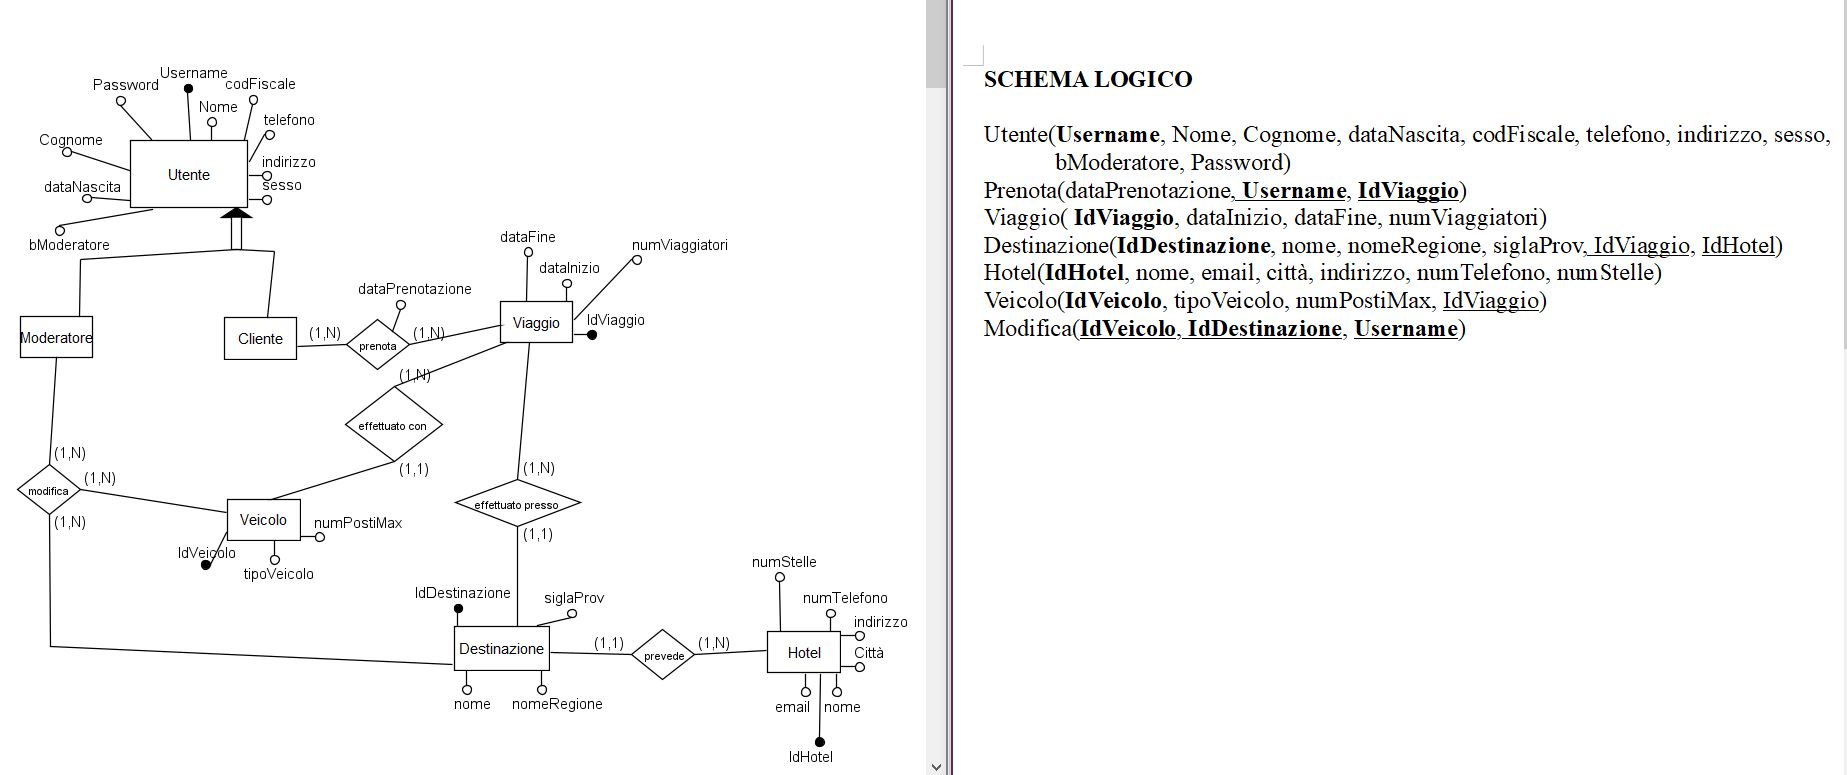 Username
Password
codFiscale
Nome
telefono
Cognome
indirizzo
Utente
sesso
dataNascita
bModeratore
dataFine
numViaggiatori
dataInizio
dataPrenotazione
IdViaggio
Viaggio
Moderatore
Cliente
(1,N)
prenota
(1,N)
(1,N)
effettuato con
(1,1)
(1,N)
(1,N)
modifica
(1,N)
(1,N)
effettuato presso
(1,1)
Veicolo
numPostiMax
IdVeicolo
tipoVeicolo
IdDestinazione
siglaProv
Destinazione
(1,1)
prevede
(1,N)
nome
nomeRegione
numStelle
numTelefono
indirizzo
Hotel
Città
email
nome
IdHotel
SCHEMA LOGICO
Utente(Username, Nome, Cognome, dataNascita, codFiscale, telefono, indirizzo, sesso,
bModeratore, Password)
Prenota(dataPrenotazione, Username, IdViaggio)
Viaggio( IdViaggio, dataInizio, dataFine, numViaggiatori)
Destinazione(IdDestinazione, nome, nomeRegione, siglaProv, IdViaggio, IdHotel)
Hotel(IdHotel, nome, email, città, indirizzo, numTelefono, numStelle)
Veicolo(IdVeicolo, tipoVeicolo, numPostiMax, IdViaggio)
Modifica(IdVeicolo, IdDestinazione, Username)